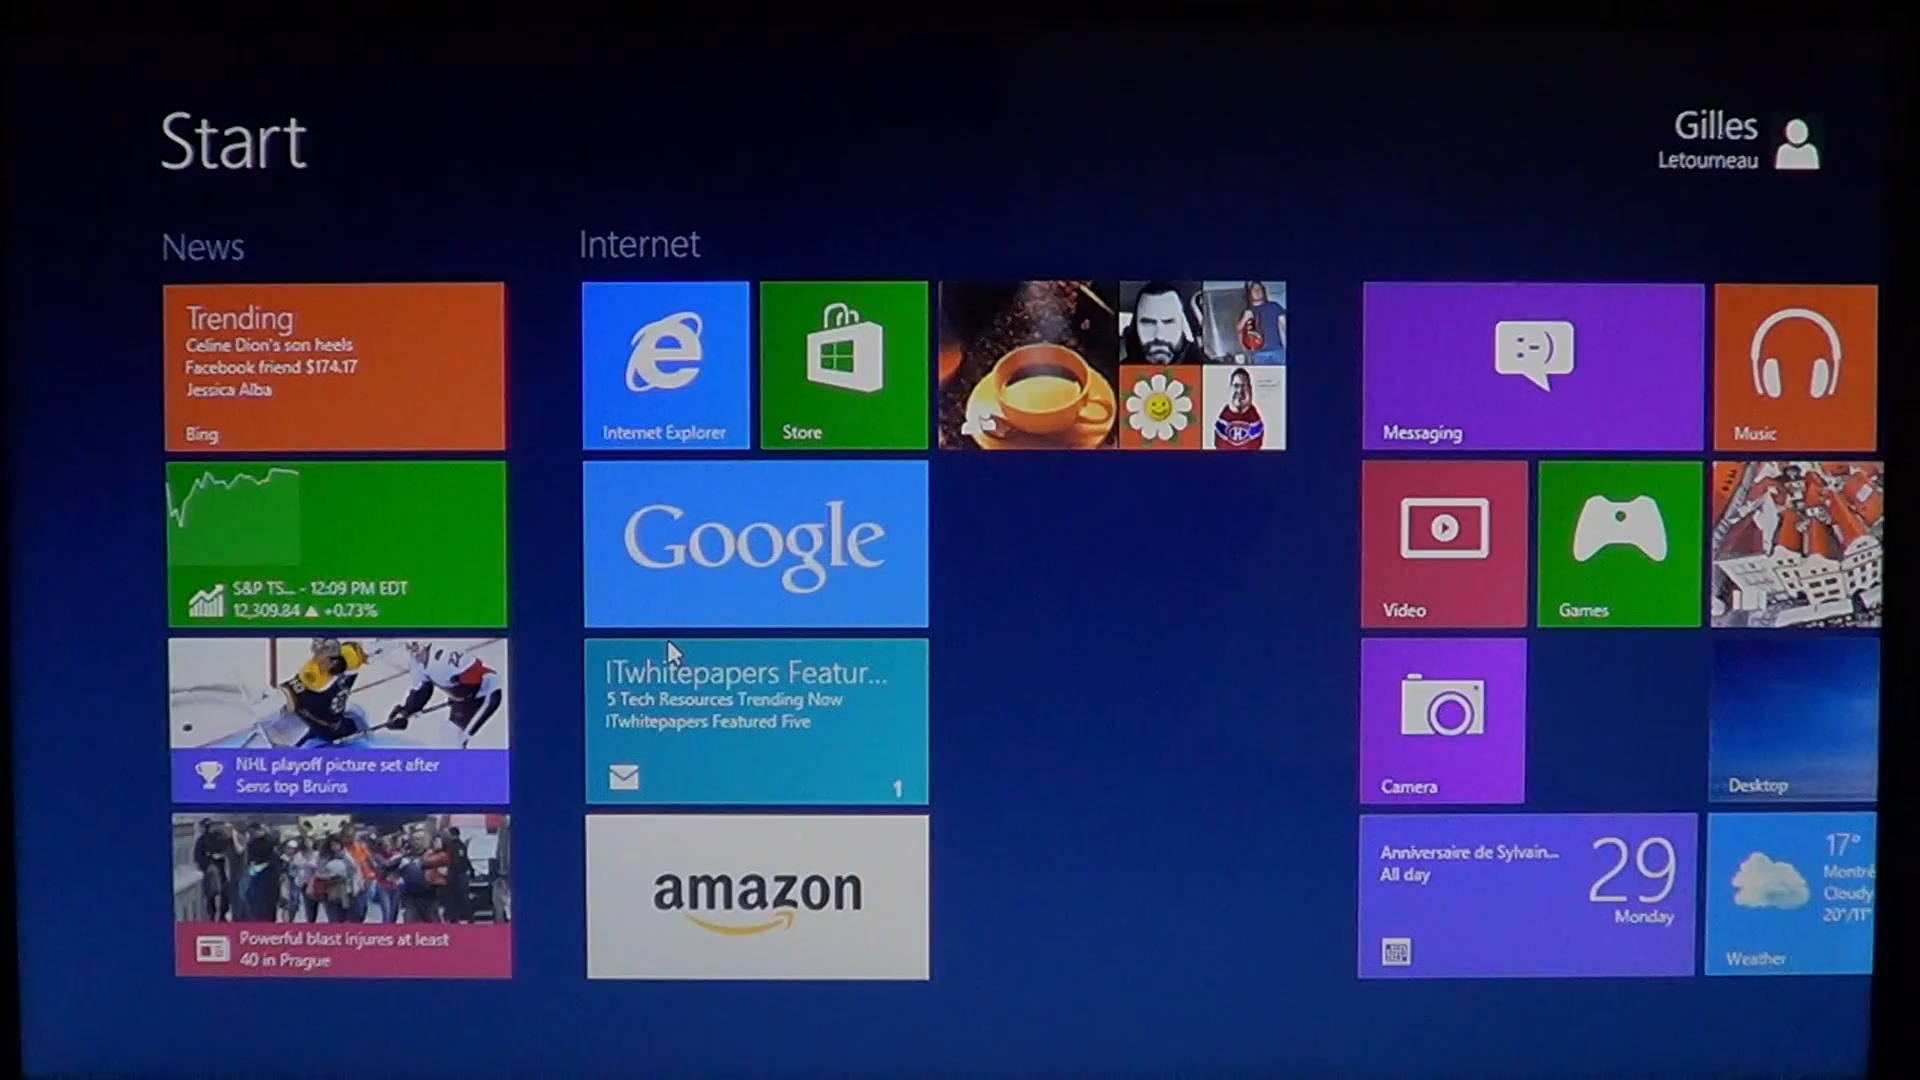 Start
Gilles
Letourneau
News
Internet
Trending
Celine Dion's son heels
Facebook friend $174.17
Jessica Alba
Bing
Internet Explorer
Store
Messaging
Music
S&P TS... - 12:09 PM EDT
12,309.84 ▲ +0.73%
Google
Video
Games
NHL playoff picture set after
Sens top Bruins
ITwhitepapers Featur...
5 Tech Resources Trending Now
ITwhitepapers Featured Five
1
Camera
Desktop
Powerful blast injures at least
40 in Prague
amazon
Anniversaire de Sylvain...
All day
29
Monday
17°
Montré
Cloudy
20°/11°
Weather